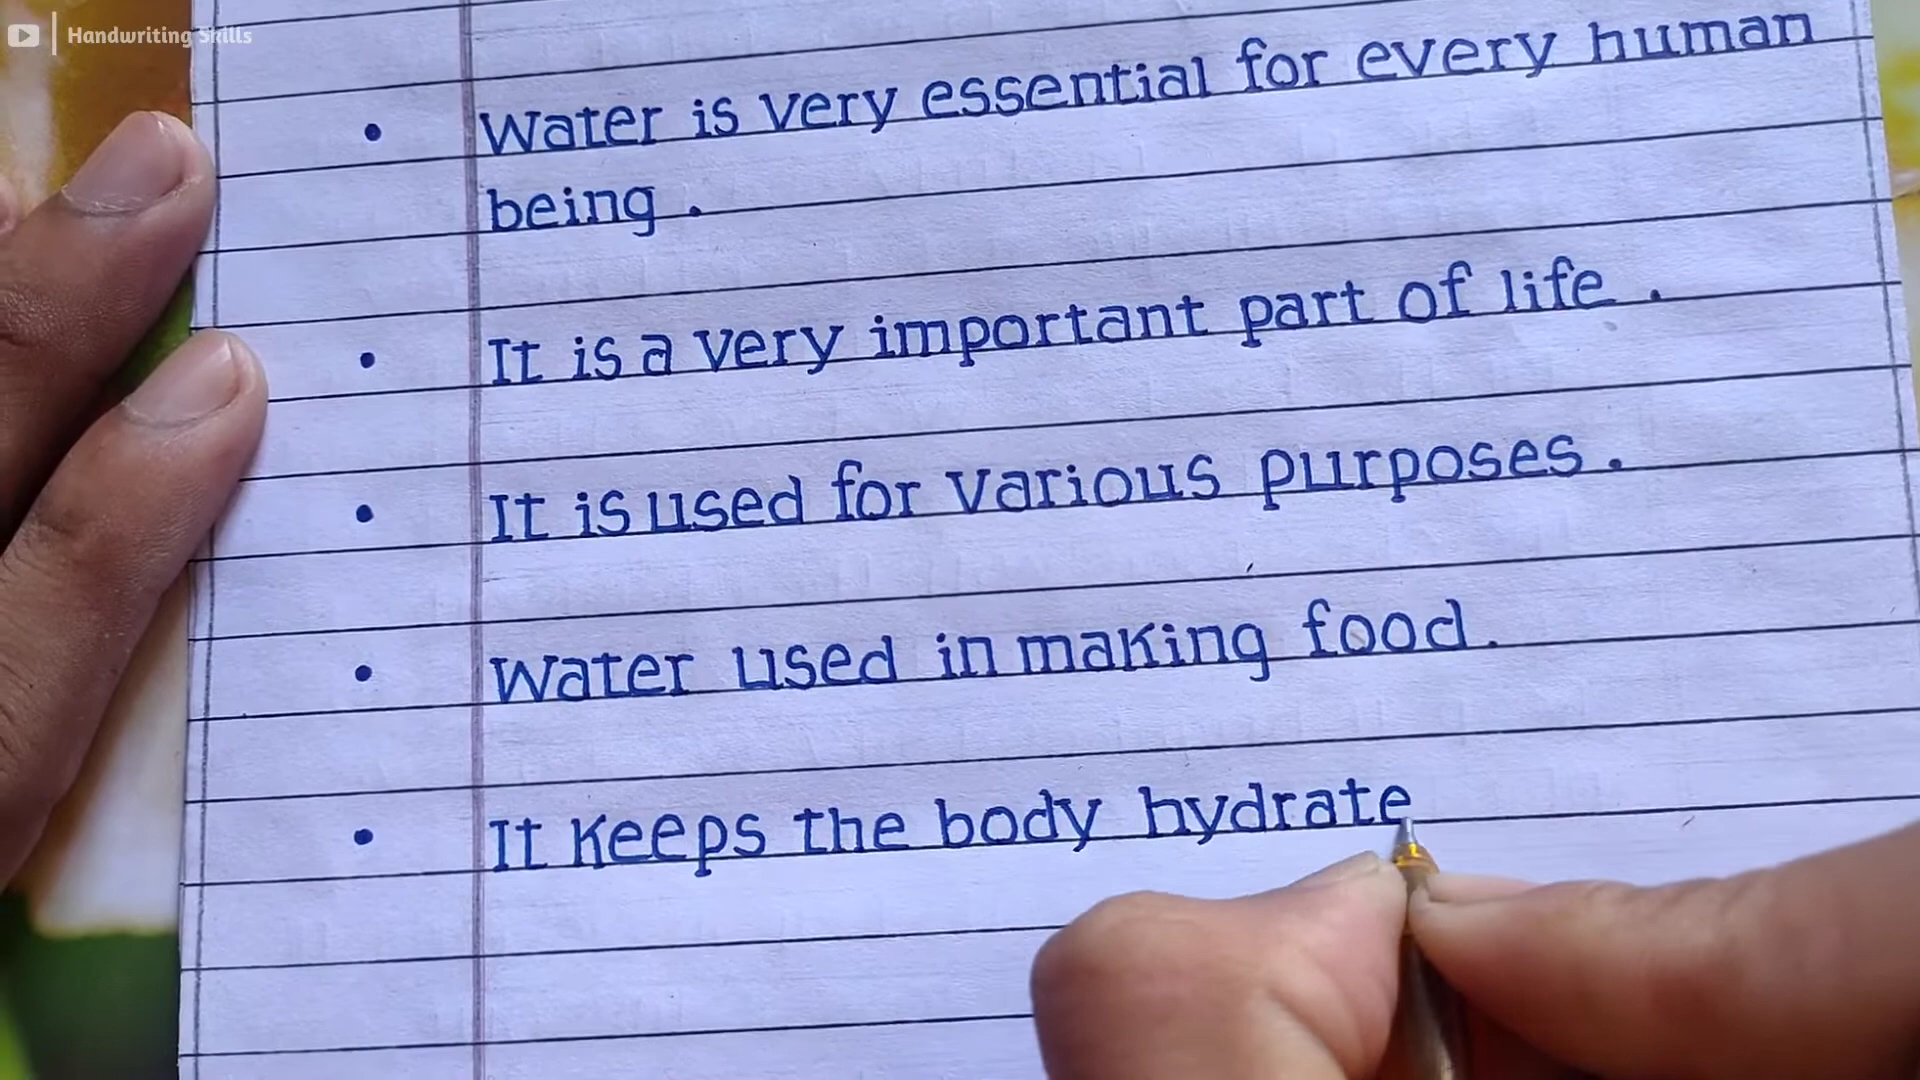 Handwriting Skills
• Water is very essential for every human
being .
• It is a very important part of life .
• It is used for various purposes .
• Water used in making food .
• It keeps the body hydrate